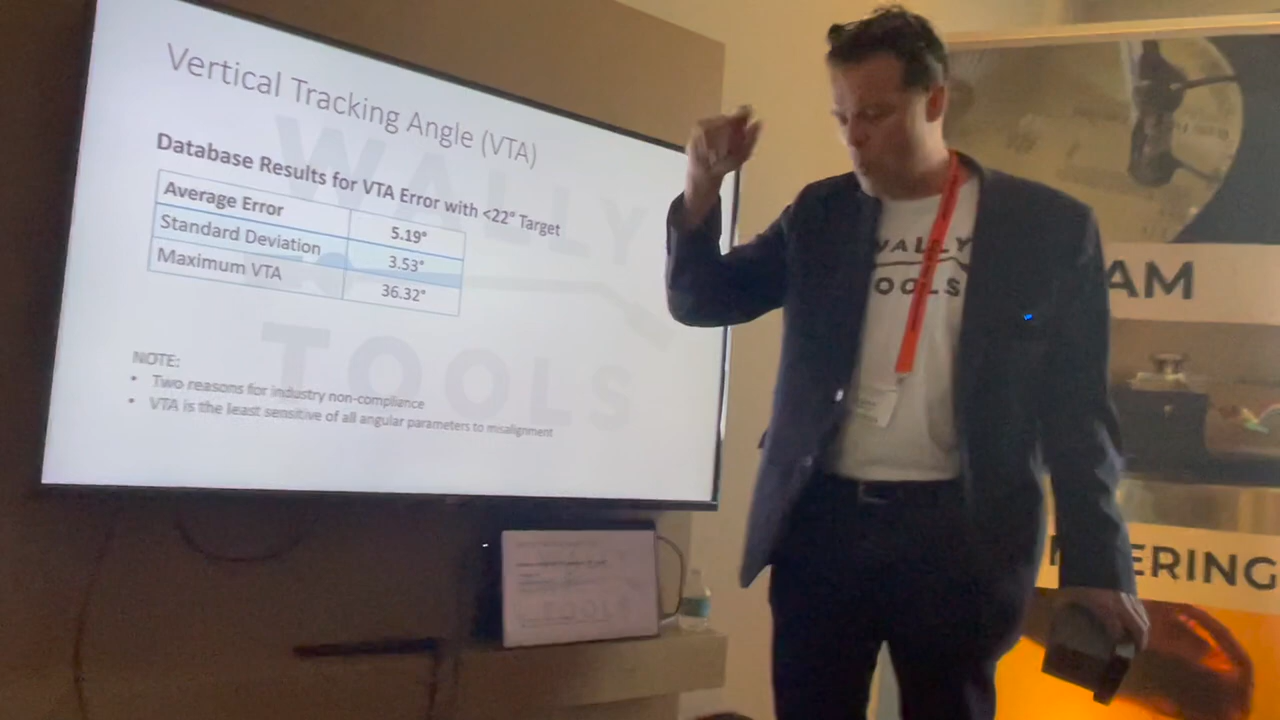 Vertical Tracking Angle (VTA)
Database Results for VTA Error with <22° Target
Average Error 5.19°
Standard Deviation 3.53°
Maximum VTA 36.32°
NOTE:
• Two reasons for industry non-compliance
• VTA is the least sensitive of all angular parameters to misalignment
WALLY
TOOLS
WALLY
TOOLS
AM
ERING
TOOLS